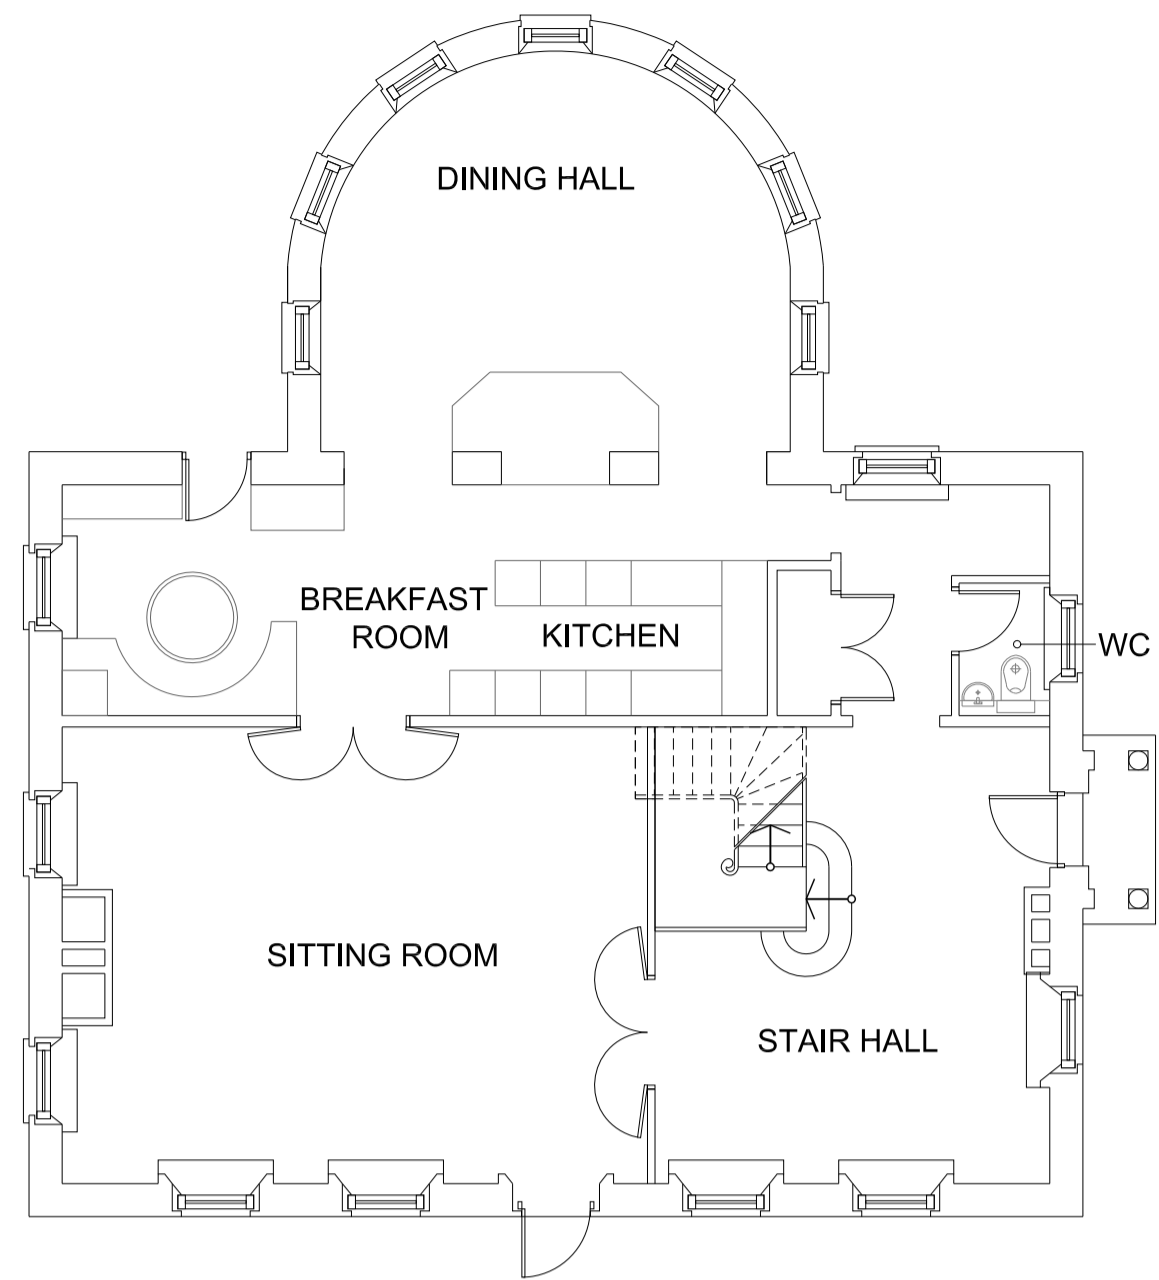 DINING HALL
BREAKFAST
ROOM
KITCHEN
WC
SITTING ROOM
STAIR HALL